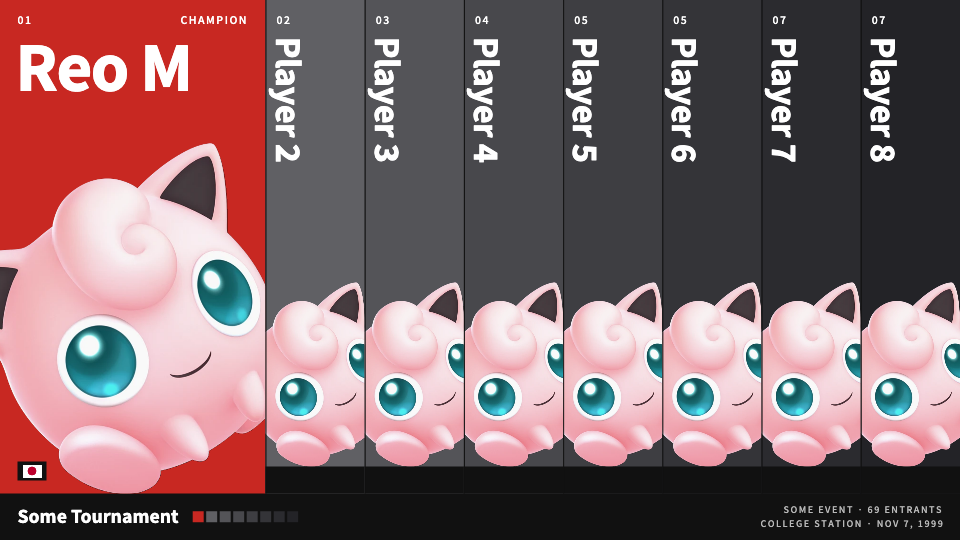 01 CHAMPION
Reo M
02
Player 2
03
Player 3
04
Player 4
05
Player 5
05
Player 6
07
Player 7
07
Player 8
Some Tournament
SOME EVENT · 69 ENTRANTS
COLLEGE STATION · NOV 7, 1999